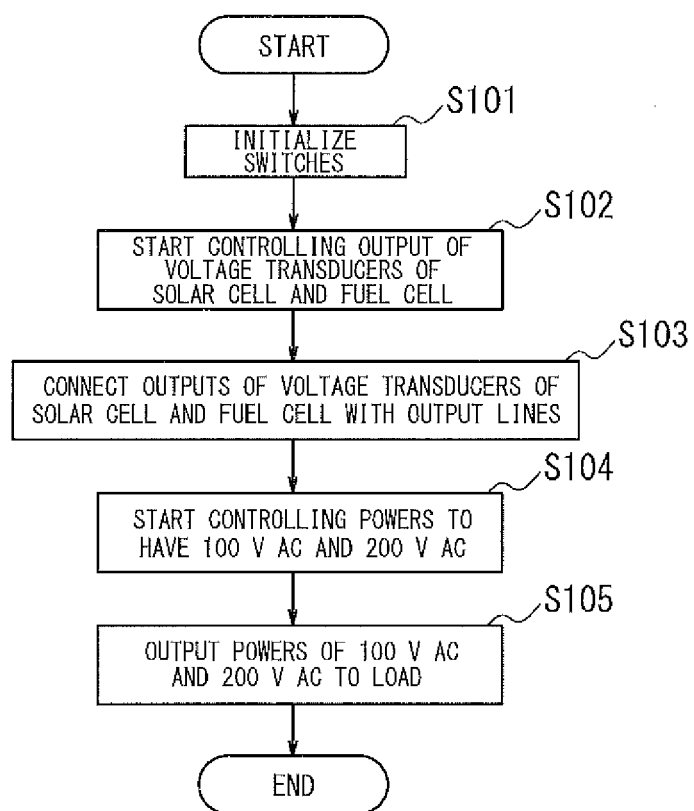 START
S101
INITIALIZE
SWITCHES
S102
START CONTROLLING OUTPUT OF
VOLTAGE TRANSDUCERS OF
SOLAR CELL AND FUEL CELL
S103
CONNECT OUTPUTS OF VOLTAGE TRANSDUCERS OF
SOLAR CELL AND FUEL CELL WITH OUTPUT LINES
S104
START CONTROLLING POWERS TO
HAVE 100 V AC AND 200 V AC
S105
OUTPUT POWERS OF 100 V AC
AND 200 V AC TO LOAD
END